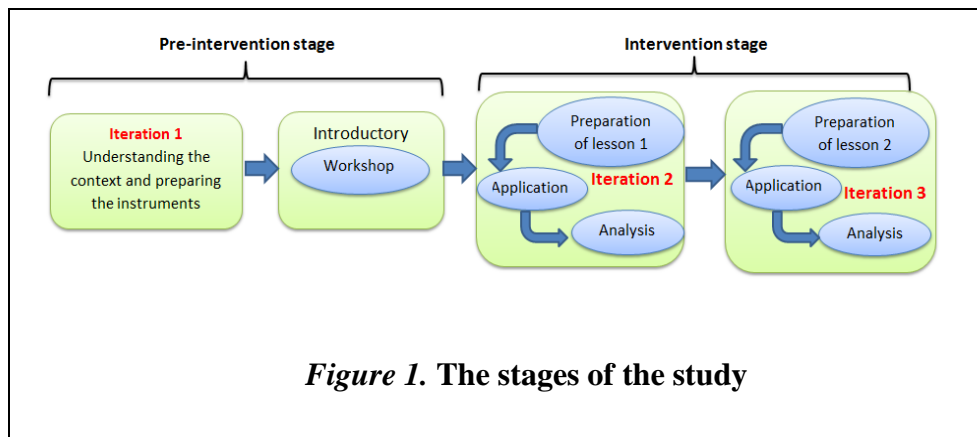 Pre-intervention stage
Intervention stage
Iteration 1
Understanding the
context and preparing
the instruments
Introductory
Workshop
Preparation
of lesson 1
Application
Iteration 2
Analysis
Preparation
of lesson 2
Application
Iteration 3
Analysis
Figure 1. The stages of the study